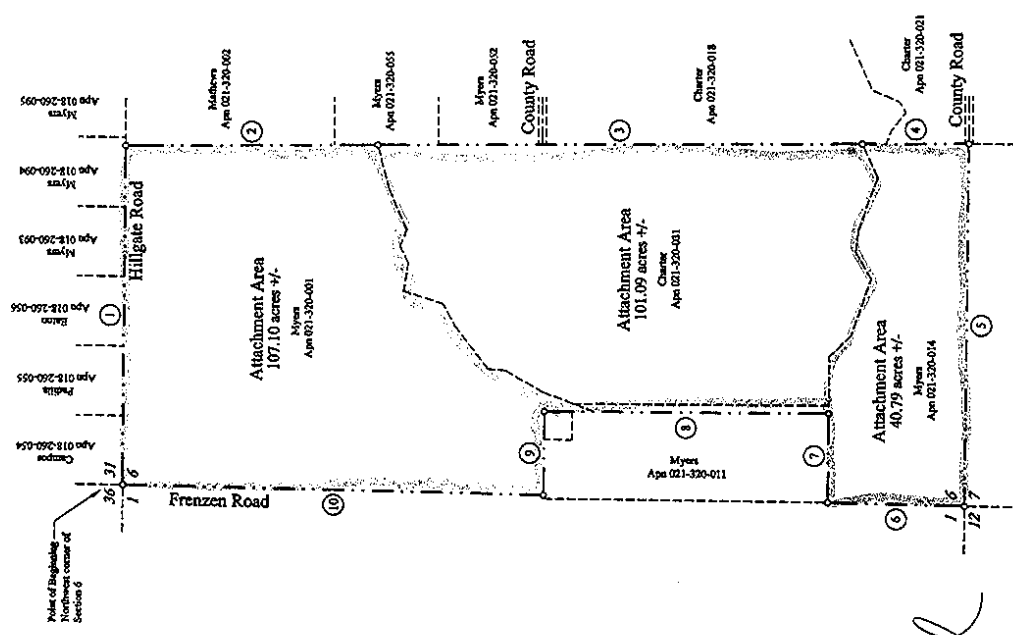 Point of Beginning
Northwest corner of
Section 6
36 31
1 6
Campos
Apn 018-260-054
Padilla
Apn 018-260-055
Eaton
Apn 018-260-056
Myers
Apn 018-260-093
Myers
Apn 018-260-094
Myers
Apn 018-260-095
Hillgate Road
1
Mathews
Apn 021-320-002
2
Myers
Apn 021-320-055
Myers
Apn 021-320-052
County Road
3
Charter
Apn 021-320-018
4
Charter
Apn 021-320-021
County Road
Attachment Area
107.10 acres +/-
Myers
Apn 021-320-001
Attachment Area
101.09 acres +/-
Charter
Apn 021-320-031
Attachment Area
40.79 acres +/-
Myers
Apn 021-320-014
Myers
Apn 021-320-011
5
6
7
8
9
10
Frenzen Road
1 6
12 7